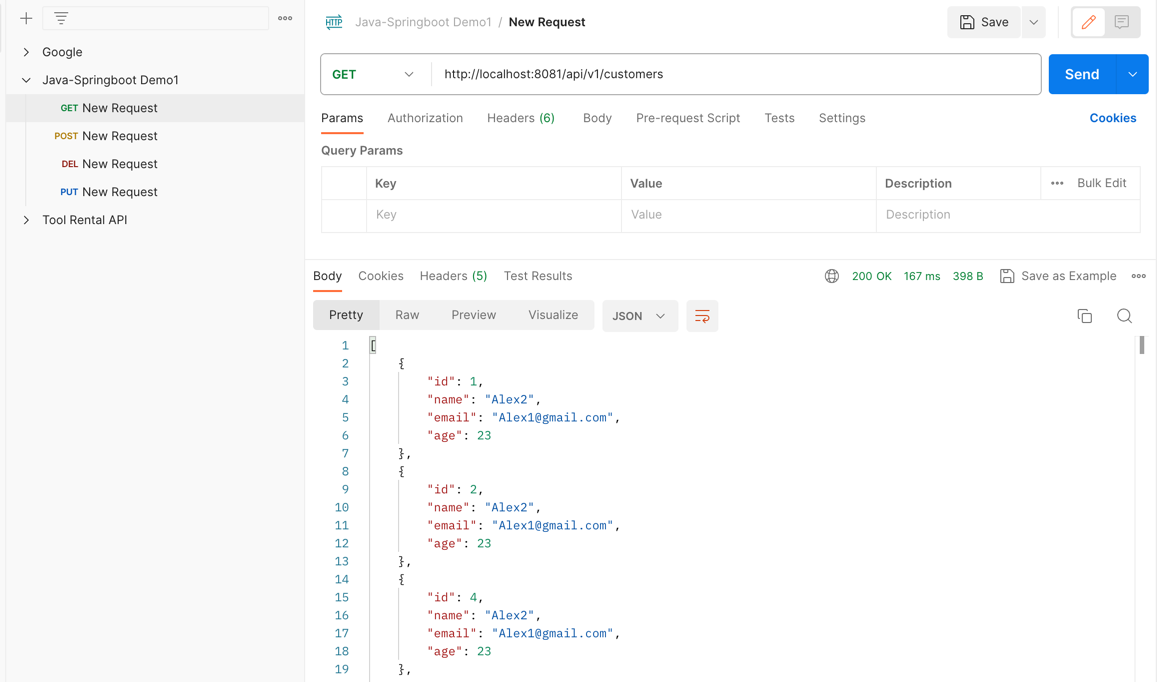 Google
Java-Springboot Demo1
GET New Request
POST New Request
DEL New Request
PUT New Request
Tool Rental API
HTTP Java-Springboot Demo1 / New Request
Save
GET http://localhost:8081/api/v1/customers
Send
Params Authorization Headers (6) Body Pre-request Script Tests Settings Cookies
Query Params
Key Value Description Bulk Edit
Key Value Description
Body Cookies Headers (5) Test Results 200 OK 167 ms 398 B Save as Example
Pretty Raw Preview Visualize JSON
1 [
2 {
3 "id": 1,
4 "name": "Alex2",
5 "email": "Alex1@gmail.com",
6 "age": 23
7 },
8 {
9 "id": 2,
10 "name": "Alex2",
11 "email": "Alex1@gmail.com",
12 "age": 23
13 },
14 {
15 "id": 4,
16 "name": "Alex2",
17 "email": "Alex1@gmail.com",
18 "age": 23
19 },